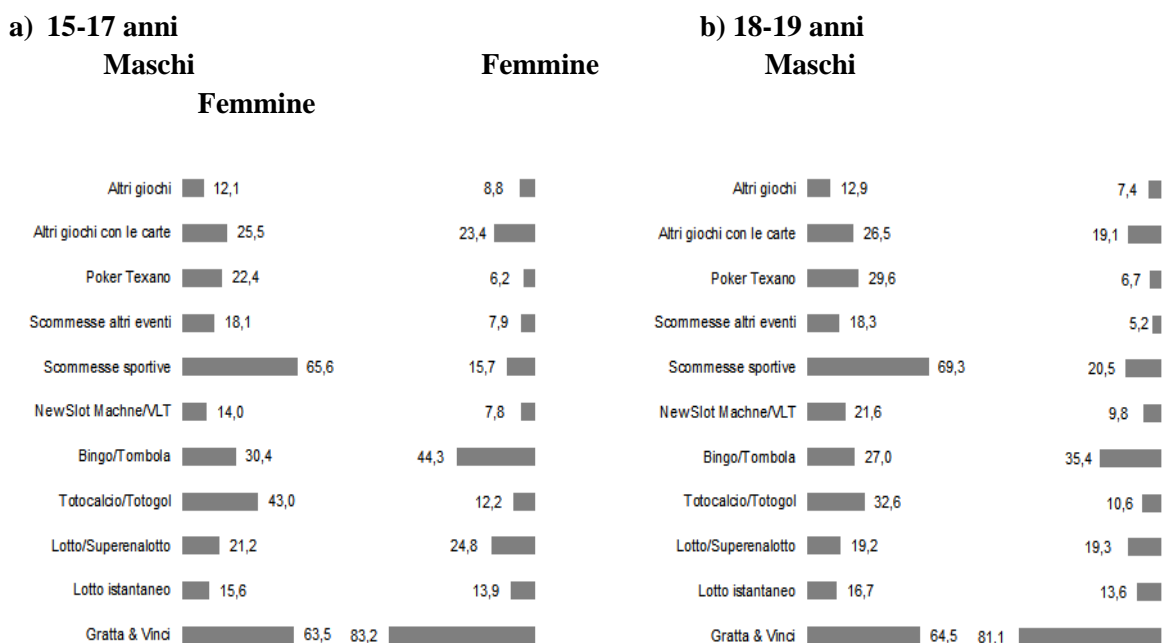 a) 15-17 anni b) 18-19 anni
Maschi Femmine Maschi
Femmine
Altri giochi 12,1 8,8 Altri giochi 12,9 7,4
Altri giochi con le carte 25,5 23,4 Altri giochi con le carte 26,5 19,1
Poker Texano 22,4 6,2 Poker Texano 29,6 6,7
Scommesse altri eventi 18,1 7,9 Scommesse altri eventi 18,3 5,2
Scommesse sportive 65,6 15,7 Scommesse sportive 69,3 20,5
NewSlot Machne/VLT 14,0 7,8 NewSlot Machne/VLT 21,6 9,8
Bingo/Tombola 30,4 44,3 Bingo/Tombola 27,0 35,4
Totocalcio/Totogol 43,0 12,2 Totocalcio/Totogol 32,6 10,6
Lotto/Superenalotto 21,2 24,8 Lotto/Superenalotto 19,2 19,3
Lotto istantaneo 15,6 13,9 Lotto istantaneo 16,7 13,6
Gratta & Vinci 63,5 83,2 Gratta & Vinci 64,5 81,1